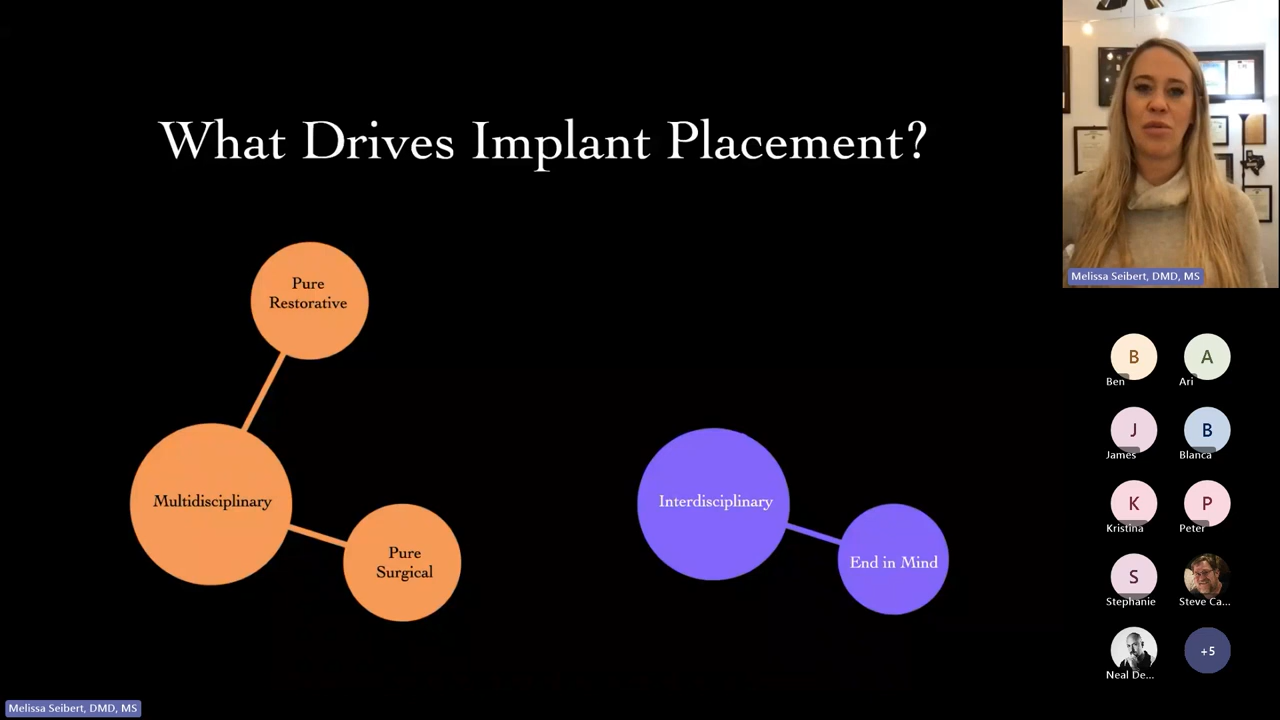 What Drives Implant Placement?
Pure
Restorative
Multidisciplinary
Pure
Surgical
Interdisciplinary
End in Mind
Melissa Seibert, DMD, MS
B
Ben
A
Ari
J
James
B
Blanca
K
Kristina
P
Peter
S
Stephanie
Steve Ca...
Neal De...
+5
Melissa Seibert, DMD, MS